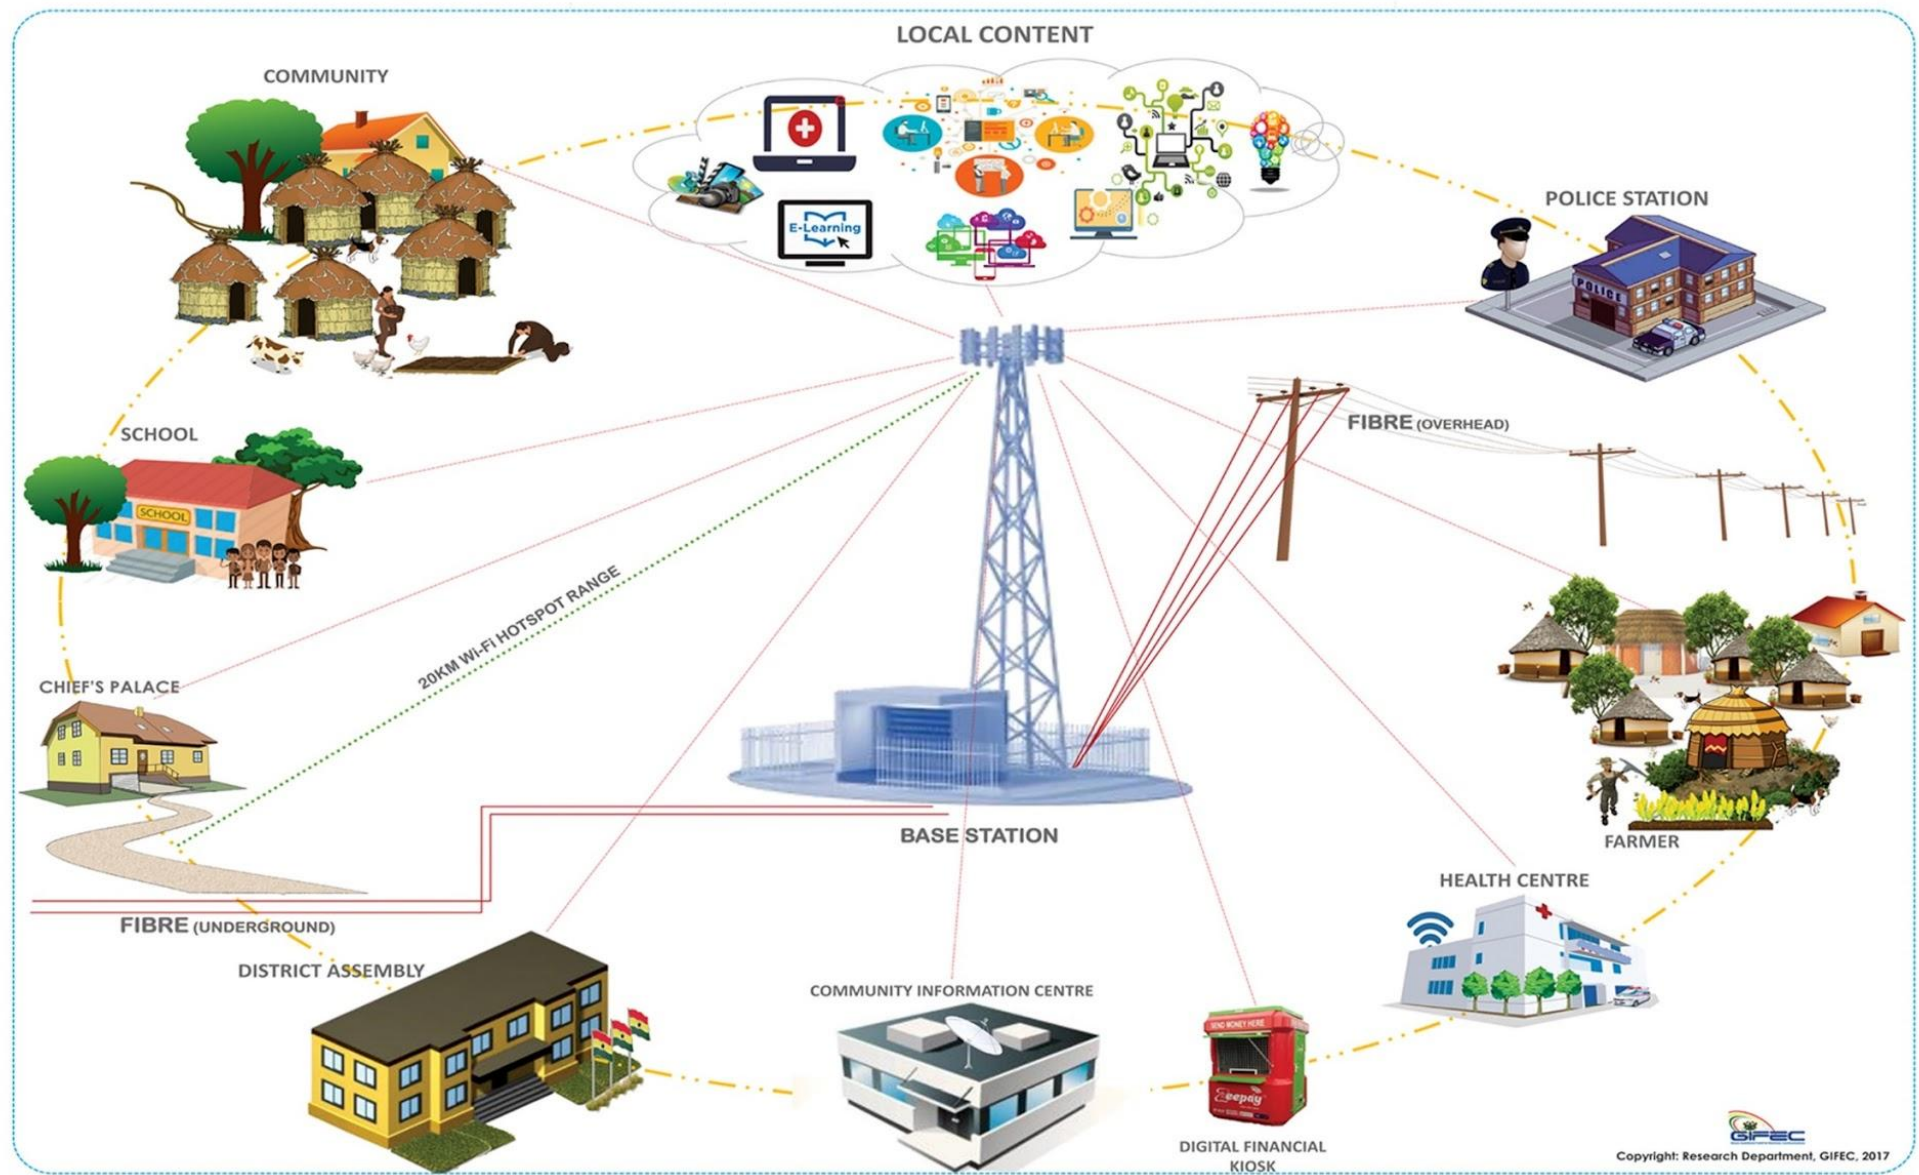 LOCAL CONTENT
COMMUNITY
E-Learning
POLICE STATION
POLICE
FIBRE (OVERHEAD)
SCHOOL
SCHOOL
20KM Wi-Fi HOTSPOT RANGE
CHIEF'S PALACE
BASE STATION
FARMER
HEALTH CENTRE
FIBRE (UNDERGROUND)
DISTRICT ASSEMBLY
COMMUNITY INFORMATION CENTRE
SEND MONEY HERE
Zeepay
DIGITAL FINANCIAL
KIOSK
GIFEC
Copyright: Research Department, GIFEC, 2017